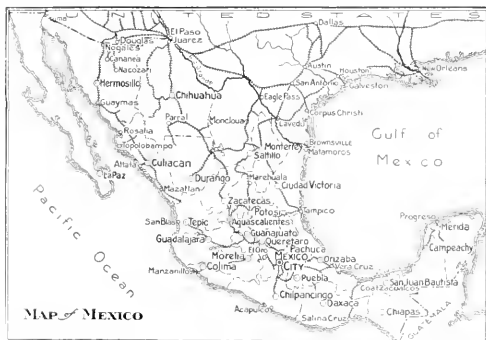 UNITED STATES
Yuma
Dallas
El Paso
Juarez
Douglas
Nogales
Cananea
Nacozari
Austin
Houston
New Orleans
San Antonio
Galveston
Hermosillo
Chihuahua
Eagle Pass
Corpus Christi
Guaymas
Parral
Monclova
Laredo
Gulf of
Mexico
Rosaha
Topolobampo
Monterey
Brownsville
Matamoros
Saltillo
Altata
Culiacan
La Paz
Durango
Matehuala
Ciudad Victoria
Mazatlan
Zacatecas
Potosi
Tampico
Progreso
Merida
San Blas
Tepic
Aguascalientes
Guanajuato
Campeachy
Guadalajara
Queretaro
Pachuca
Morelia
MEXICO
CITY
Orizaba
Vera Cruz
Manzanillo
Colima
Puebla
Coatzacoalcos
San Juan Bautista
Chilpancingo
Oaxaca
Acapulco
Salina Cruz
Chiapas
GUATEMALA
Pacific Ocean
MAP of MEXICO